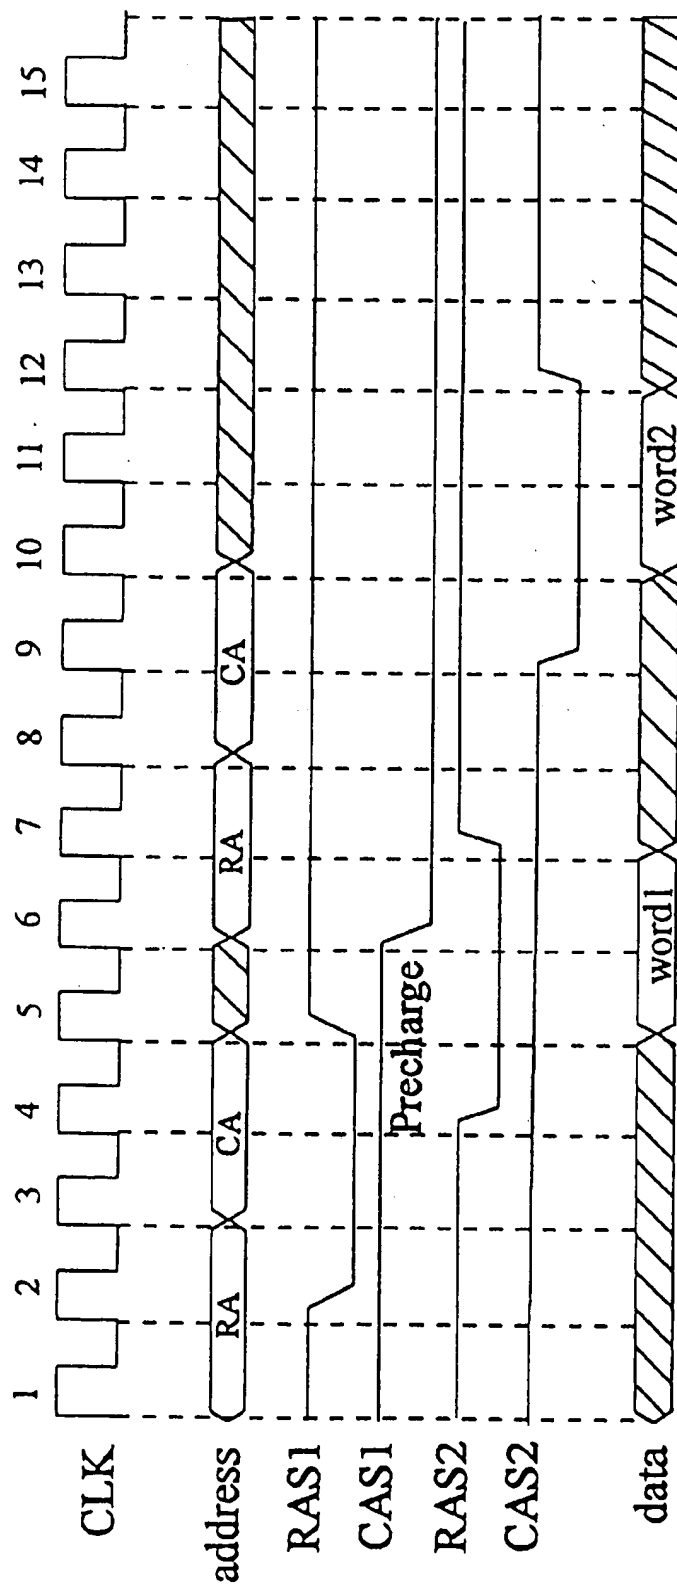 1 2 3 4 5 6 7 8 9 10 11 12 13 14 15
CLK
address RA CA RA CA
RAS1
CAS1
Precharge
RAS2
CAS2
data word1 word2